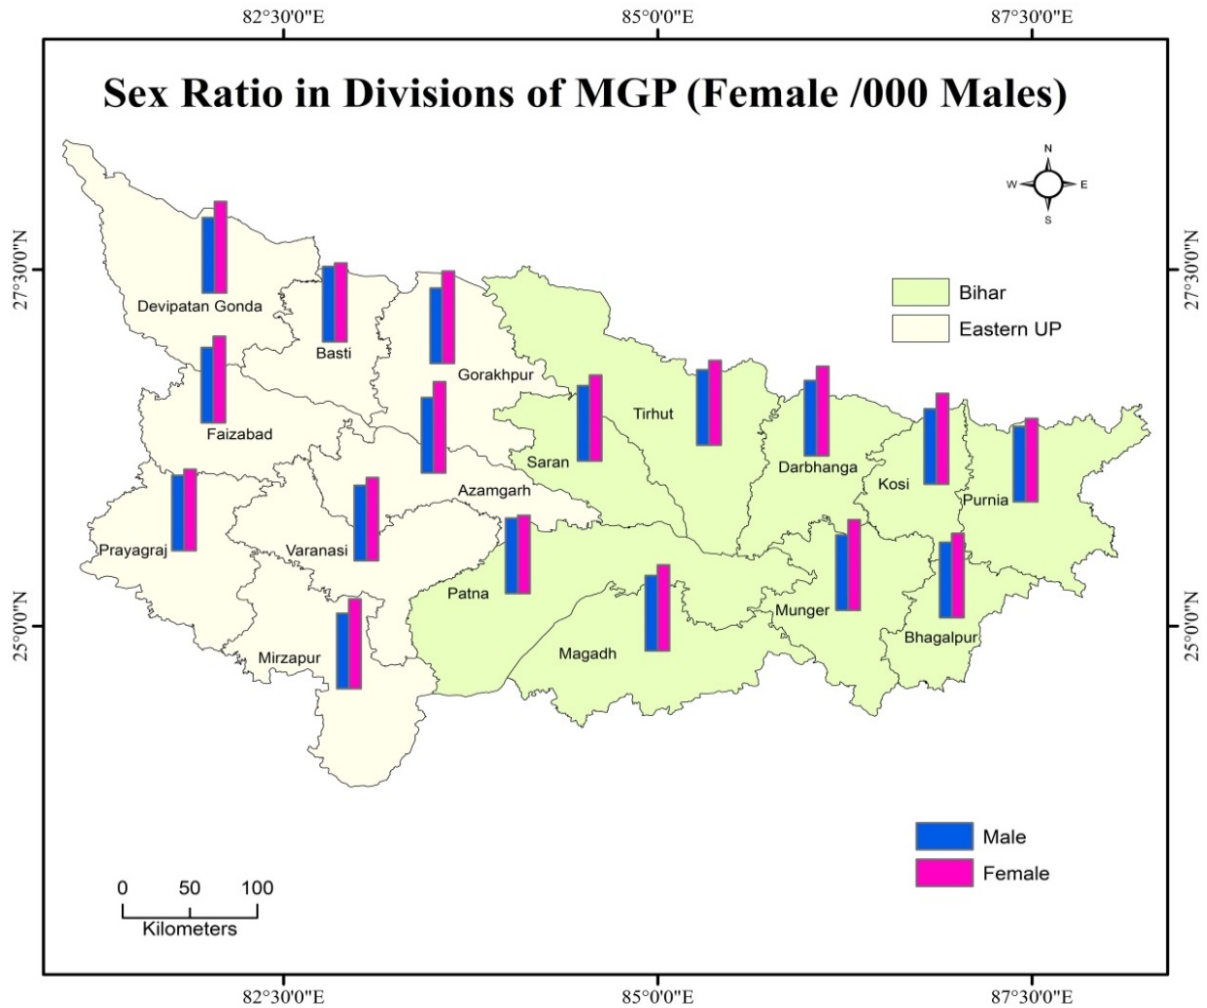 82°30'0"E
85°0'0"E
87°30'0"E
Sex Ratio in Divisions of MGP (Female /000 Males)
N
W
E
S
27°30'0"N
27°30'0"N
Devipatan Gonda
Bihar
Eastern UP
Basti
Gorakhpur
Tirhut
Faizabad
Saran
Darbhanga
Kosi
Azamgarh
Purnia
Prayagraj
Varanasi
Patna
Munger
Bhagalpur
25°0'0"N
25°0'0"N
Mirzapur
Magadh
Male
Female
0 50 100
Kilometers
82°30'0"E
85°0'0"E
87°30'0"E